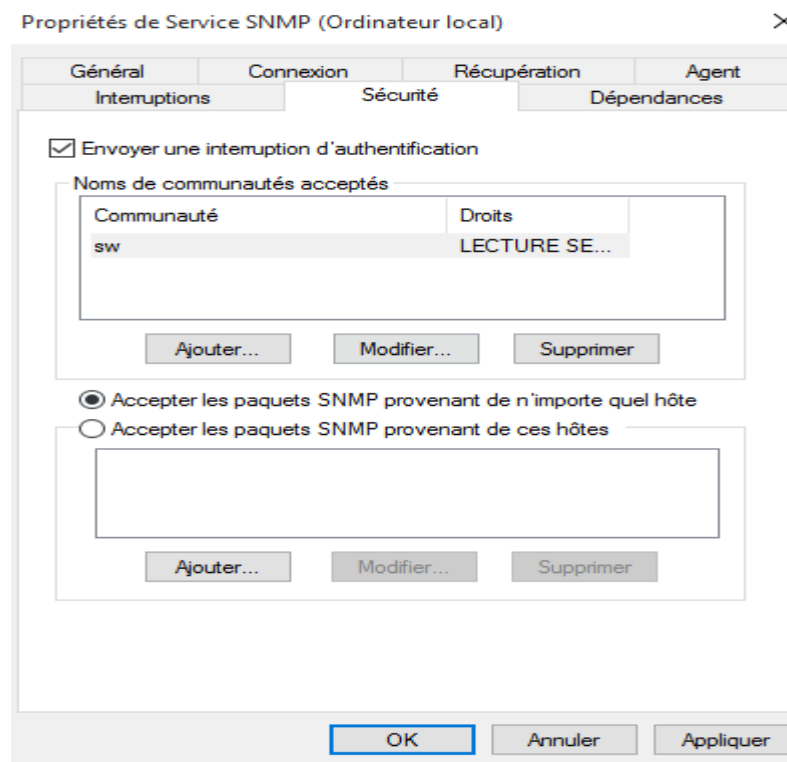 Propriétés de Service SNMP (Ordinateur local)
Général Connexion Récupération Agent
Interruptions Sécurité Dépendances
Envoyer une interruption d'authentification
Noms de communautés acceptés
Communauté Droits
sw LECTURE SE...
Ajouter... Modifier... Supprimer
Accepter les paquets SNMP provenant de n'importe quel hôte
Accepter les paquets SNMP provenant de ces hôtes
Ajouter... Modifier... Supprimer
OK Annuler Appliquer